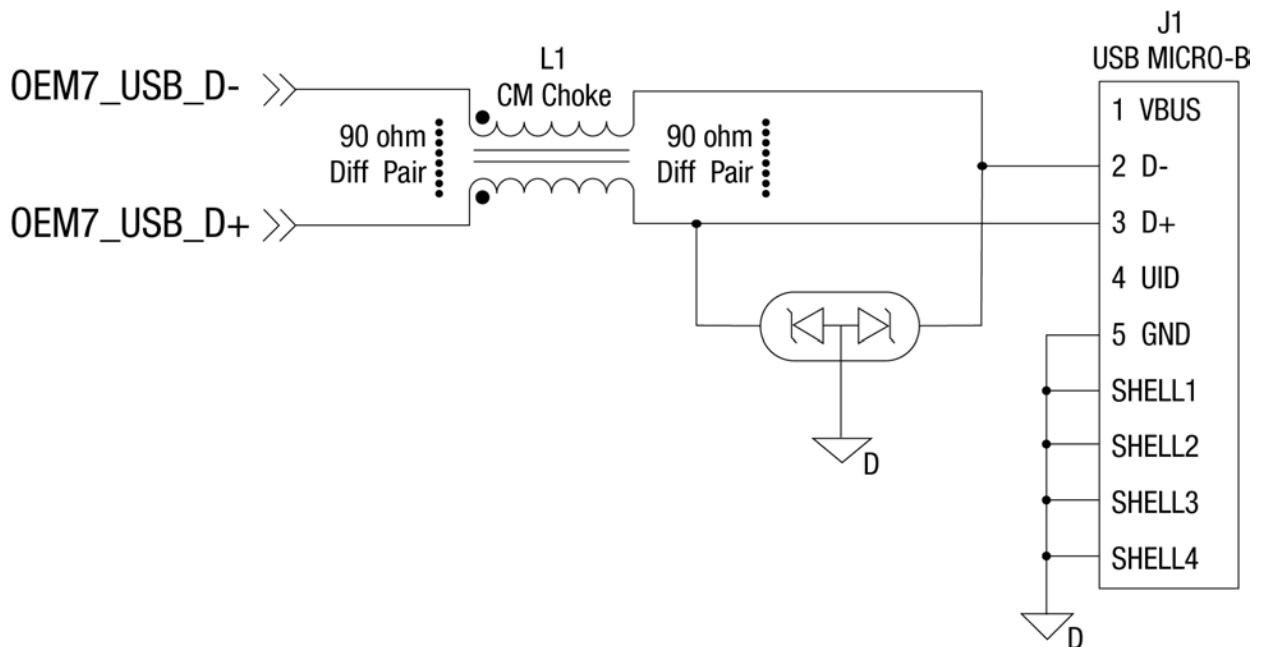 J1
USB MICRO-B
L1
CM Choke
OEM7_USB_D-
90 ohm
Diff Pair
90 ohm
Diff Pair
OEM7_USB_D+
1 VBUS
2 D-
3 D+
4 UID
5 GND
SHELL1
SHELL2
SHELL3
SHELL4
D
D